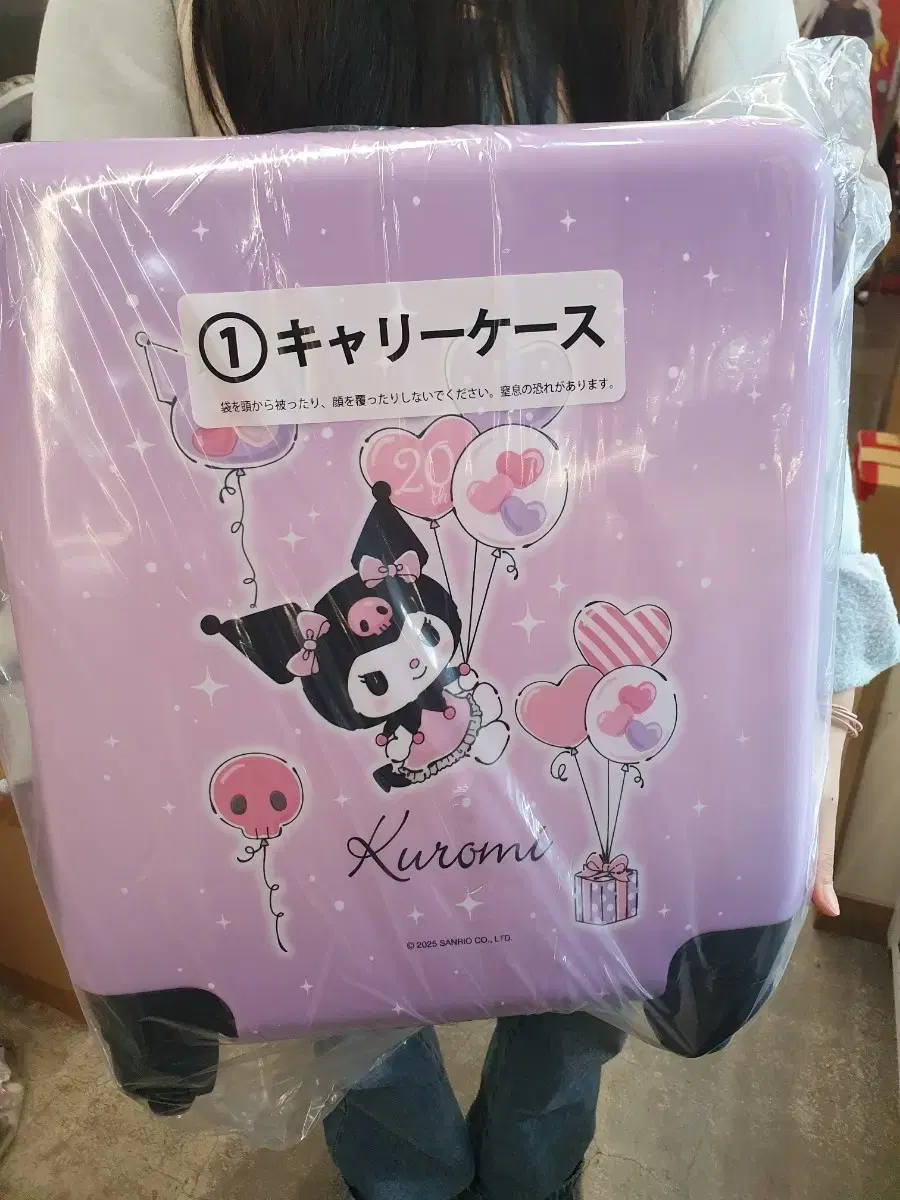 ①キャリーケース
袋を頭から被ったり、顔を覆ったりしないでください。窒息の恐れがあります。
20
th
Kuromi
© 2025 SANRIO CO., LTD.